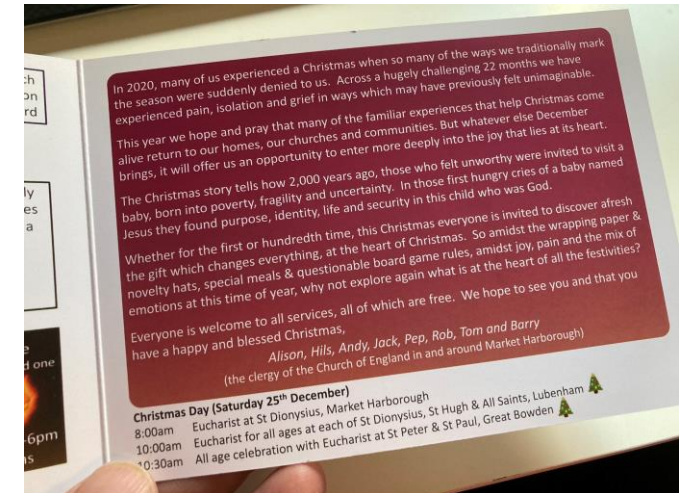 In 2020, many of us experienced a Christmas when so many of the ways we traditionally mark
the season were suddenly denied to us. Across a hugely challenging 22 months we have
experienced pain, isolation and grief in ways which may have previously felt unimaginable.
This year we hope and pray that many of the familiar experiences that help Christmas come
alive return to our homes, our churches and communities. But whatever else December
brings, it will offer us an opportunity to enter more deeply into the joy that lies at its heart.
The Christmas story tells how 2,000 years ago, those who felt unworthy were invited to visit a
baby, born into poverty, fragility and uncertainty. In those first hungry cries of a baby named
Jesus they found purpose, identity, life and security in this child who was God.
Whether for the first or hundredth time, this Christmas everyone is invited to discover afresh
the gift which changes everything, at the heart of Christmas. So amidst the wrapping paper &
novelty hats, special meals & questionable board game rules, amidst joy, pain and the mix of
emotions at this time of year, why not explore again what is at the heart of all the festivities?
Everyone is welcome to all services, all of which are free. We hope to see you and that you
have a happy and blessed Christmas,
Alison, Hils, Andy, Jack, Pep, Rob, Tom and Barry
(the clergy of the Church of England in and around Market Harborough)
Christmas Day (Saturday 25th December)
8:00am Eucharist at St Dionysius, Market Harborough
10:00am Eucharist for all ages at each of St Dionysius, St Hugh & All Saints, Lubenham
10:30am All age celebration with Eucharist at St Peter & St Paul, Great Bowden
one
6pm